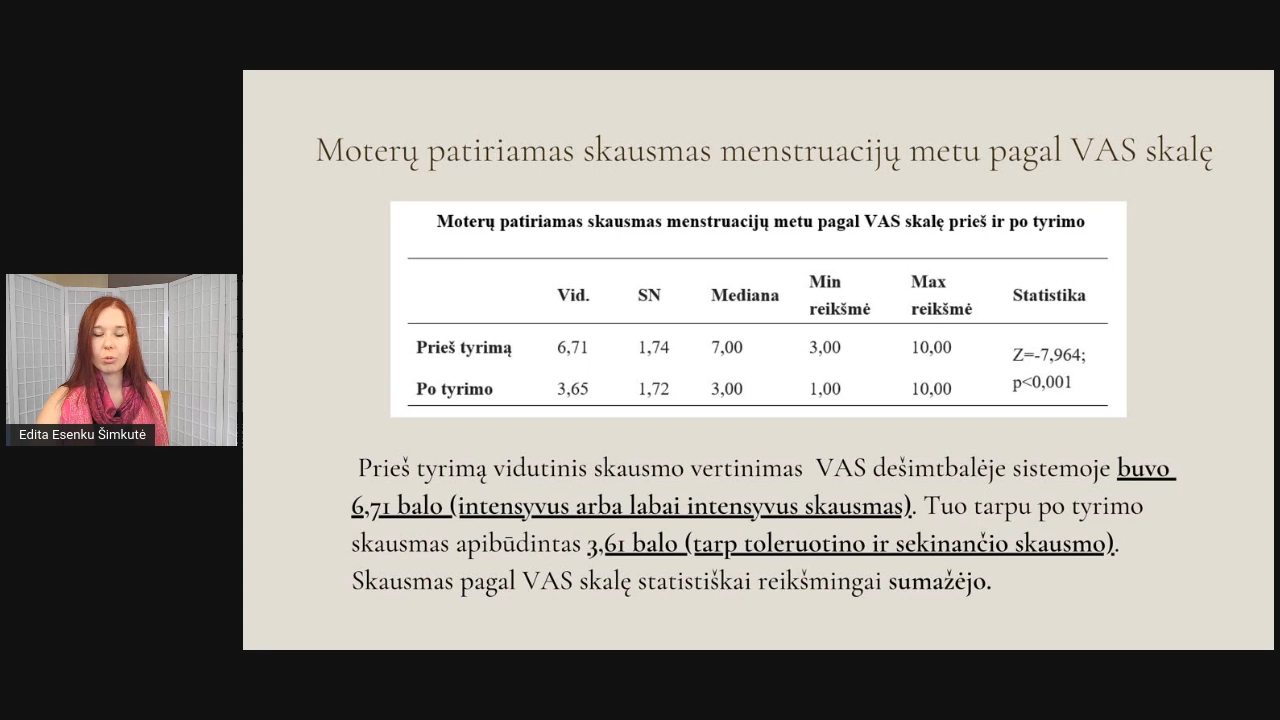 Moterų patiriamas skausmas menstruacijų metu pagal VAS skalę
Moterų patiriamas skausmas menstruacijų metu pagal VAS skalę prieš ir po tyrimo
Vid. SN Mediana Min reikšmė Max reikšmė Statistika
Prieš tyrimą 6,71 1,74 7,00 3,00 10,00 Z=-7,964;
p<0,001
Po tyrimo 3,65 1,72 3,00 1,00 10,00
Prieš tyrimą vidutinis skausmo vertinimas VAS dešimtbalėje sistemoje buvo
6,71 balo (intensyvus arba labai intensyvus skausmas). Tuo tarpu po tyrimo
skausmas apibūdintas 3,61 balo (tarp toleruotino ir sekinančio skausmo).
Skausmas pagal VAS skalę statistiškai reikšmingai sumažėjo.
Edita Esenku Šimkutė